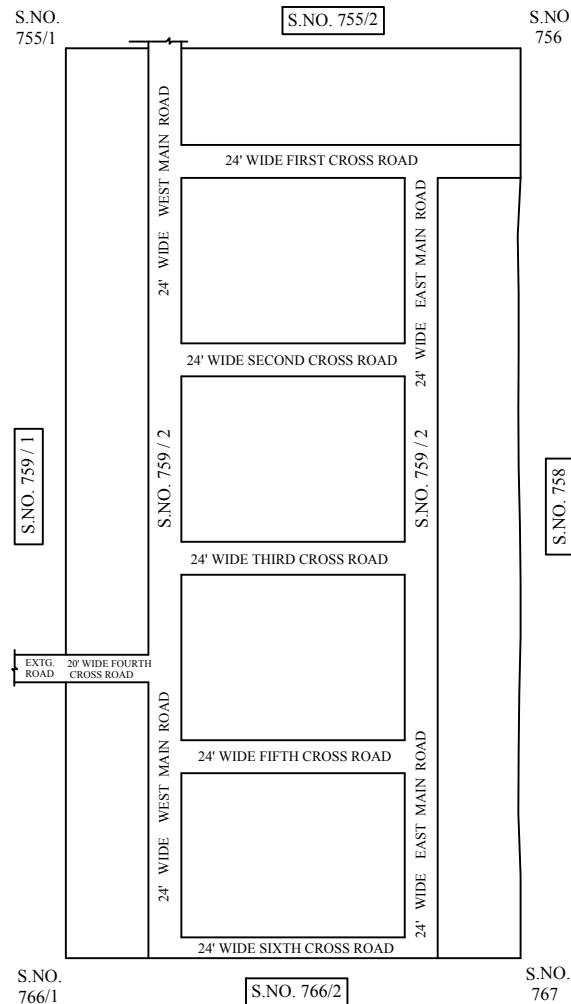 S.NO.
755/1
S.NO. 755/2
S.NO.
756
24' WIDE WEST MAIN ROAD
24' WIDE FIRST CROSS ROAD
24' WIDE EAST MAIN ROAD
24' WIDE SECOND CROSS ROAD
S.NO. 759 / 1
S.NO. 759 / 2
S.NO. 759 / 2
S.NO. 758
24' WIDE THIRD CROSS ROAD
EXTG.
ROAD
20' WIDE FOURTH
CROSS ROAD
24' WIDE WEST MAIN ROAD
24' WIDE FIFTH CROSS ROAD
24' WIDE EAST MAIN ROAD
24' WIDE SIXTH CROSS ROAD
S.NO.
766/1
S.NO. 766/2
S.NO.
767